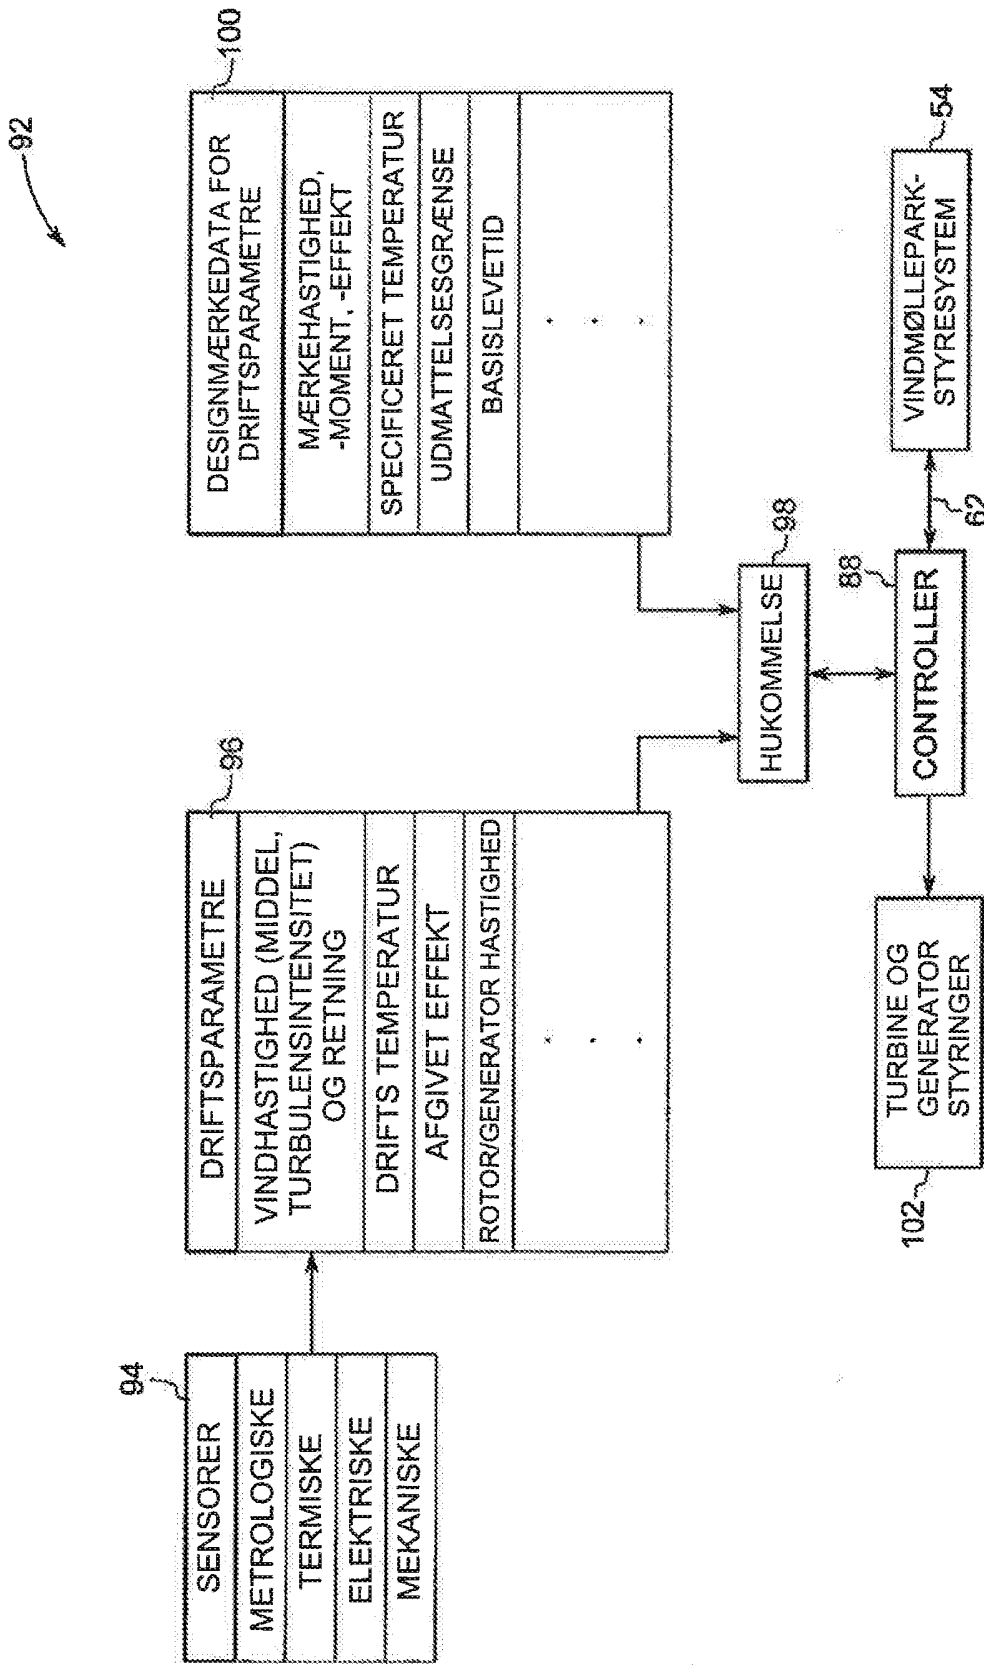 92
94
SENSORER
METROLOGISKE
TERMISKE
ELEKTRISKE
MEKANISKE
96
DRIFTSPARAMETRE
VINDHASTIGHED (MIDDEL,
TURBULENSINTENSITET)
OG RETNING
DRIFTS TEMPERATUR
AFGIVET EFFEKT
ROTOR/GENERATOR HASTIGHED
100
DESIGNMÆRKEDATA FOR
DRIFTSPARAMETRE
MÆRKEHASTIGHED,
-MOMENT, -EFFEKT
SPECIFICERET TEMPERATUR
UDMATTELSESGRÆNSE
BASISLEVETID
98
HUKOMMELSE
102
TURBINE OG
GENERATOR
STYRINGER
88
CONTROLLER
62
54
VINDMØLLEPARK-
STYRESYSTEM